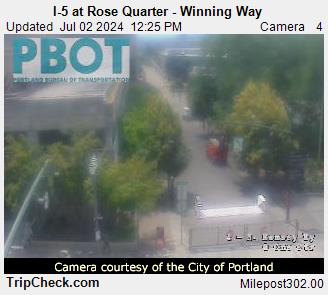 I-5 at Rose Quarter - Winning Way
Updated Jul 02 2024 12:25 PM Camera 4
PBOT
PORTLAND BUREAU OF TRANSPORTATION
Camera courtesy of the City of Portland
TripCheck.com Milepost302.00